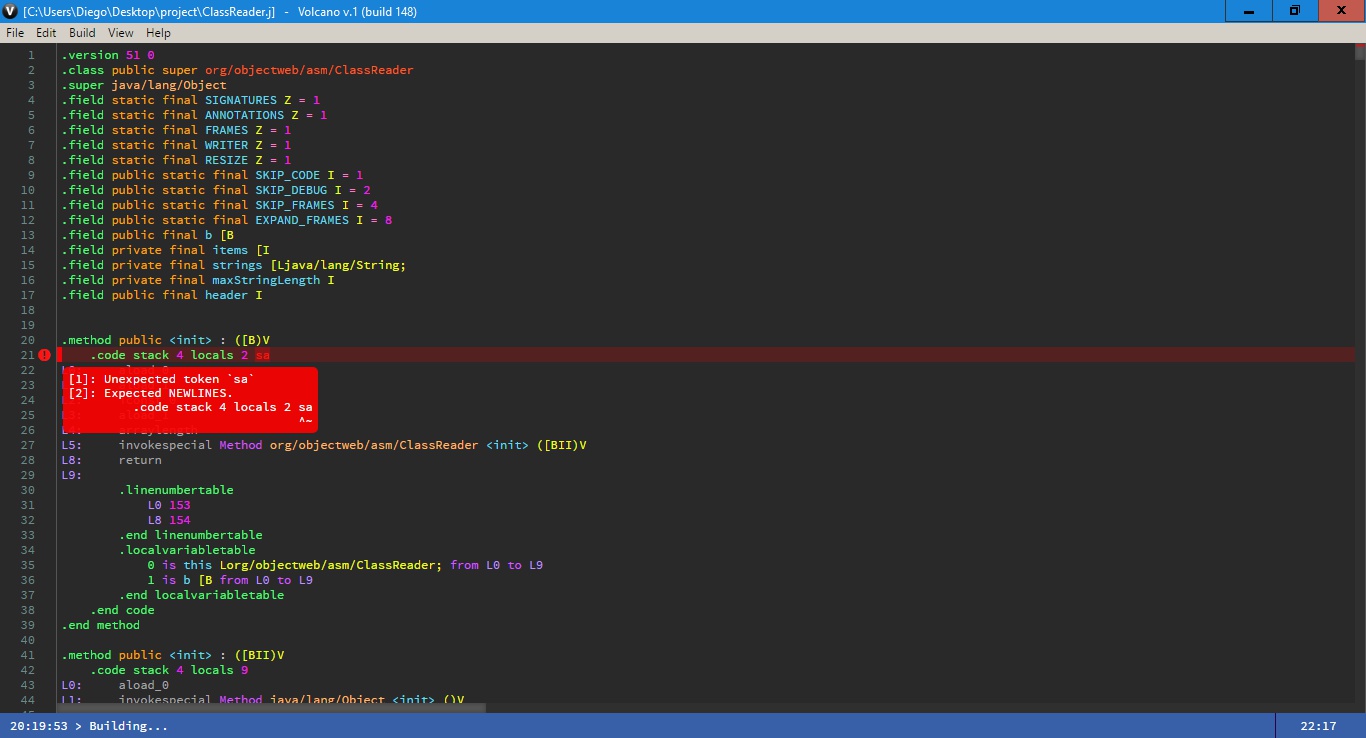 V [C:\Users\Diego\Desktop\project\ClassReader.j] - Volcano v.1 (build 148)
File Edit Build View Help
1 .version 51 0
2 .class public super org/objectweb/asm/ClassReader
3 .super java/lang/Object
4 .field static final SIGNATURES Z = 1
5 .field static final ANNOTATIONS Z = 1
6 .field static final FRAMES Z = 1
7 .field static final WRITER Z = 1
8 .field static final RESIZE Z = 1
9 .field public static final SKIP_CODE I = 1
10 .field public static final SKIP_DEBUG I = 2
11 .field public static final SKIP_FRAMES I = 4
12 .field public static final EXPAND_FRAMES I = 8
13 .field public final b [B
14 .field private final items [I
15 .field private final strings [Ljava/lang/String;
16 .field private final maxStringLength I
17 .field public final header I
18
19
20 .method public <init> : ([B)V
21 ! .code stack 4 locals 2 sa
22
[1]: Unexpected token `sa`
23
[2]: Expected NEWLINES.
24
.code stack 4 locals 2 sa
25
^~
26 arraylength
27 L5: invokespecial Method org/objectweb/asm/ClassReader <init> ([BII)V
28 L8: return
29 L9:
30 .linenumbertable
31 L0 153
32 L8 154
33 .end linenumbertable
34 .localvariabletable
35 0 is this Lorg/objectweb/asm/ClassReader; from L0 to L9
36 1 is b [B from L0 to L9
37 .end localvariabletable
38 .end code
39 .end method
40
41 .method public <init> : ([BII)V
42 .code stack 4 locals 9
43 L0: aload_0
44 L1: invokespecial Method java/lang/Object <init> ()V
20:19:53 > Building... 22:17